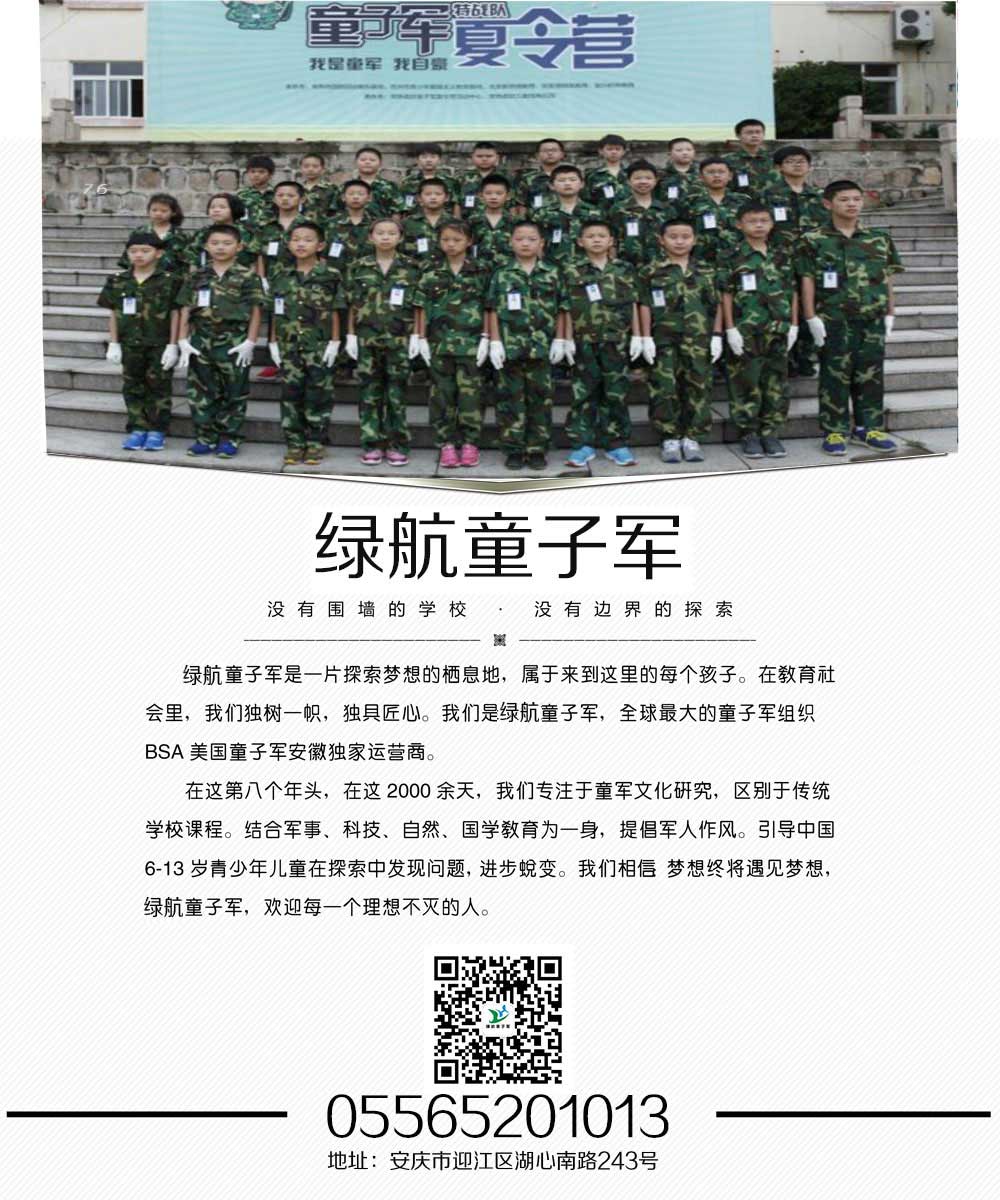 童子军特战队
夏令营
我是童军 我自豪
76
绿航童子军
没有围墙的学校 · 没有边界的探索
绿航童子军是一片探索梦想的栖息地，属于来到这里的每个孩子。在教育社
会里，我们独树一帜，独具匠心。我们是绿航童子军，全球最大的童子军组织
BSA 美国童子军安徽独家运营商。
在这第八个年头，在这 2000 余天，我们专注于童军文化研究，区别于传统
学校课程。结合军事、科技、自然、国学教育为一身，提倡军人作风。引导中国
6-13 岁青少年儿童在探索中发现问题，进步蜕变。我们相信 梦想终将遇见梦想，
绿航童子军，欢迎每一个理想不灭的人。
绿航童子军
05565201013
地址：安庆市迎江区湖心南路243号